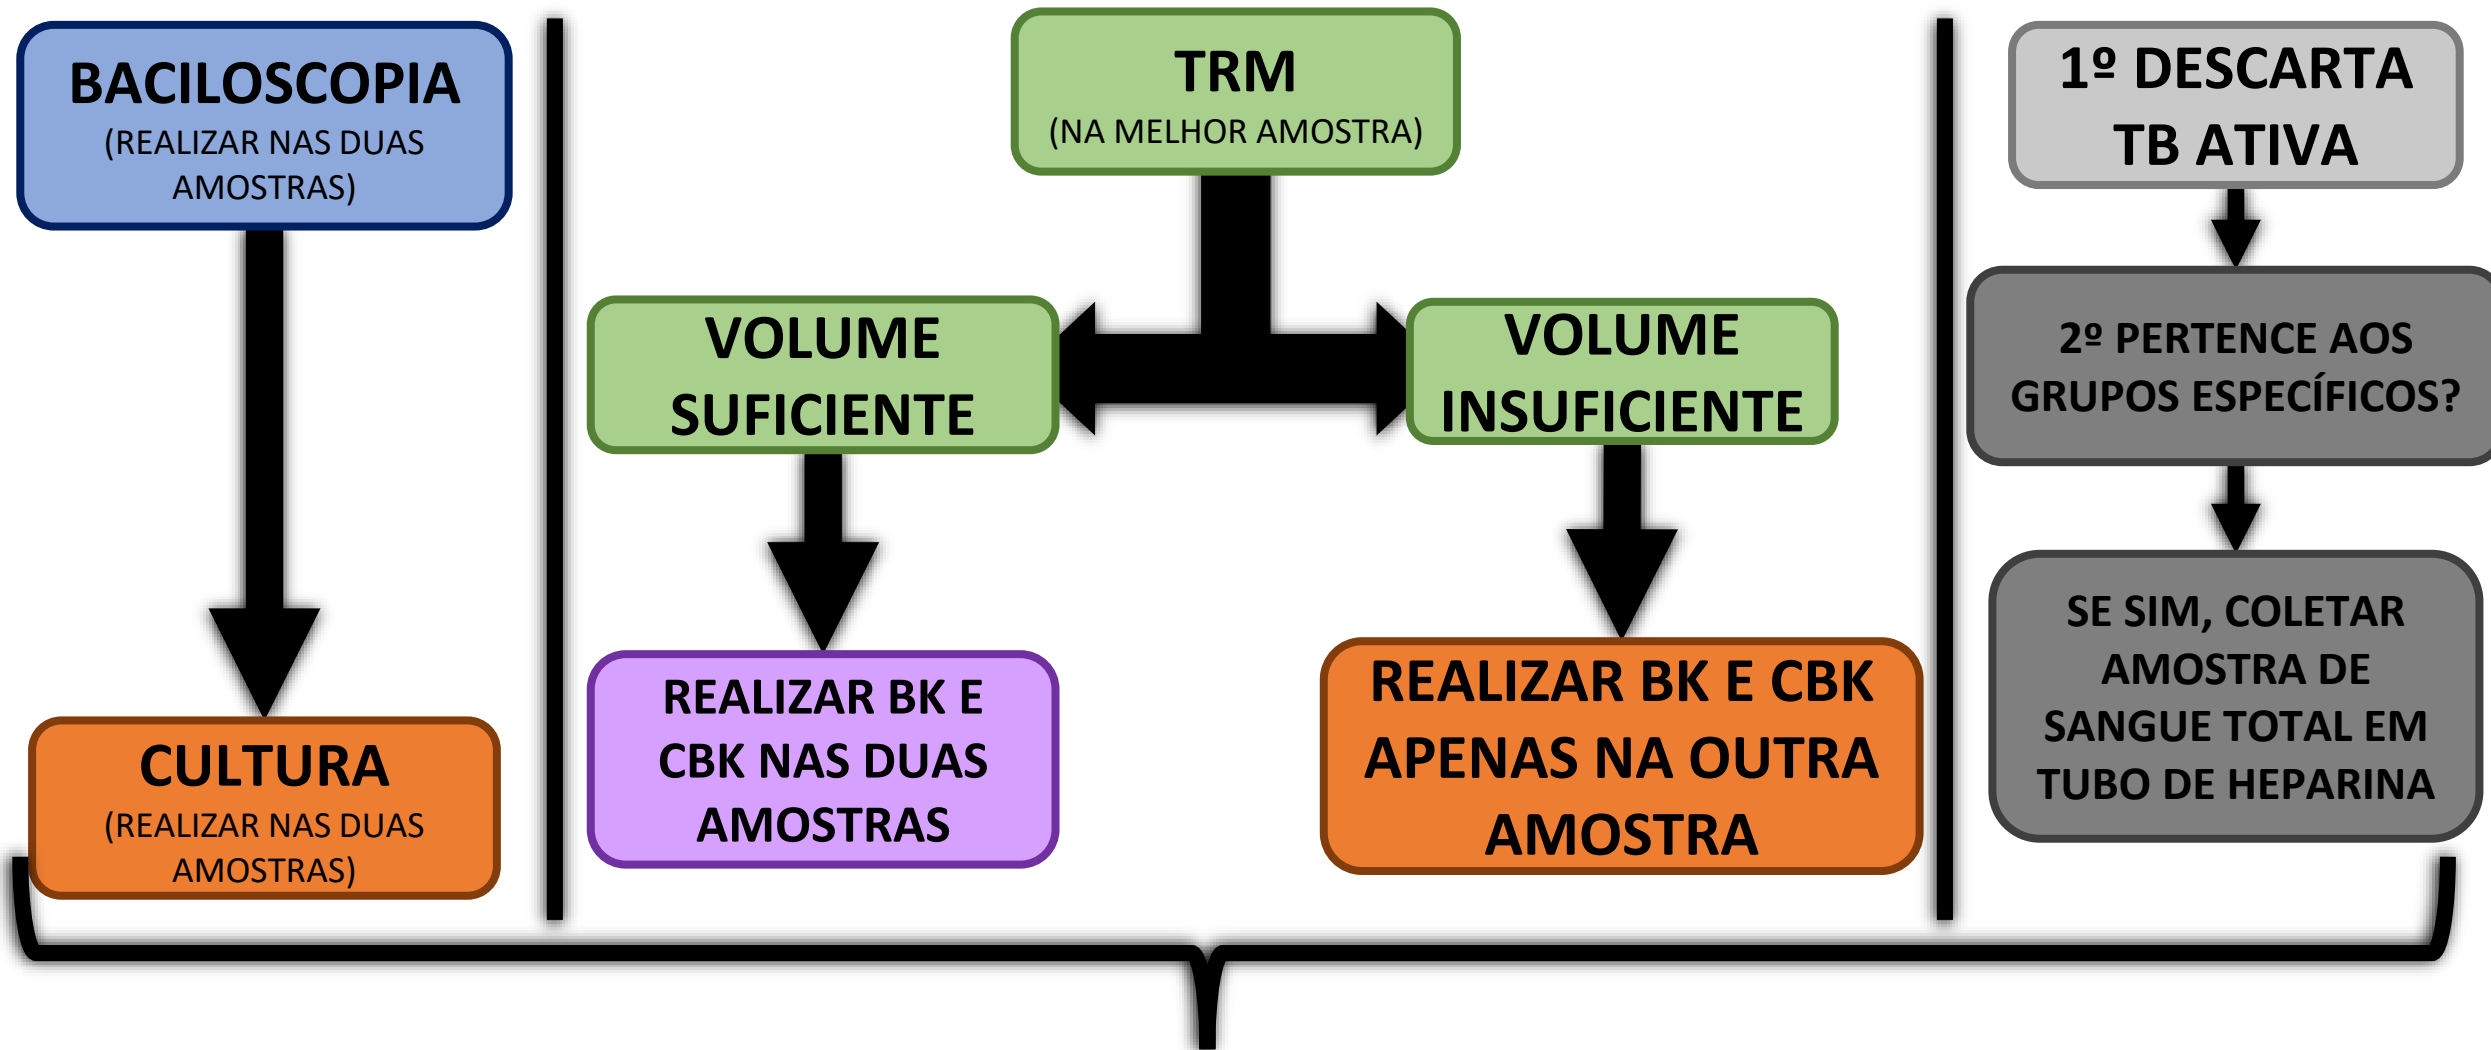 BACILOSCOPIA
(REALIZAR NAS DUAS
AMOSTRAS)
CULTURA
(REALIZAR NAS DUAS
AMOSTRAS)
TRM
(NA MELHOR AMOSTRA)
VOLUME
SUFICIENTE
REALIZAR BK E
CBK NAS DUAS
AMOSTRAS
VOLUME
INSUFICIENTE
REALIZAR BK E CBK
APENAS NA OUTRA
AMOSTRA
1º DESCARTA
TB ATIVA
2º PERTENCE AOS
GRUPOS ESPECÍFICOS?
SE SIM, COLETAR
AMOSTRA DE
SANGUE TOTAL EM
TUBO DE HEPARINA